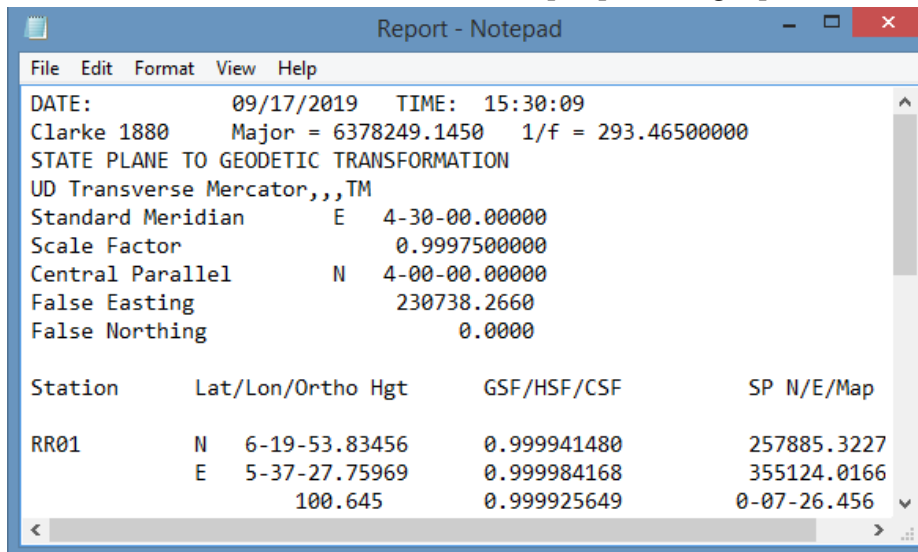 Report - Notepad
File Edit Format View Help
DATE: 09/17/2019 TIME: 15:30:09
Clarke 1880 Major = 6378249.1450 1/f = 293.46500000
STATE PLANE TO GEODETIC TRANSFORMATION
UD Transverse Mercator,,,TM
Standard Meridian E 4-30-00.00000
Scale Factor 0.9997500000
Central Parallel N 4-00-00.00000
False Easting 230738.2660
False Northing 0.0000
Station Lat/Lon/Ortho Hgt GSF/HSF/CSF SP N/E/Map
RR01 N 6-19-53.83456 0.999941480 257885.3227
E 5-37-27.75969 0.999984168 355124.0166
100.645 0.999925649 0-07-26.456